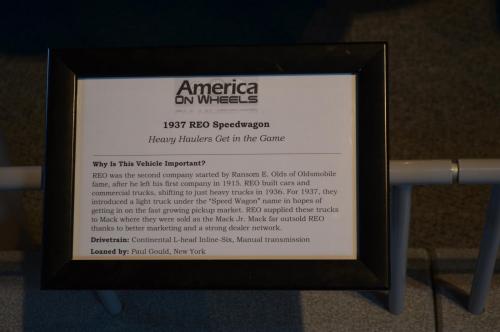 America
ON WHEELS
1937 REO Speedwagon
Heavy Haulers Get in the Game
Why Is This Vehicle Important?
REO was the second company started by Ransom E. Olds of Oldsmobile
fame, after he left his first company in 1915. REO built cars and
commercial trucks, shifting to just heavy trucks in 1936. For 1937, they
introduced a light truck under the "Speed Wagon" name in hopes of
getting in on the fast growing pickup market. REO supplied these trucks
to Mack where they were sold as the Mack Jr. Mack far outsold REO
thanks to better marketing and a strong dealer network.
Drivetrain: Continental L-head Inline-Six, Manual transmission
Loaned by: Paul Gould, New York